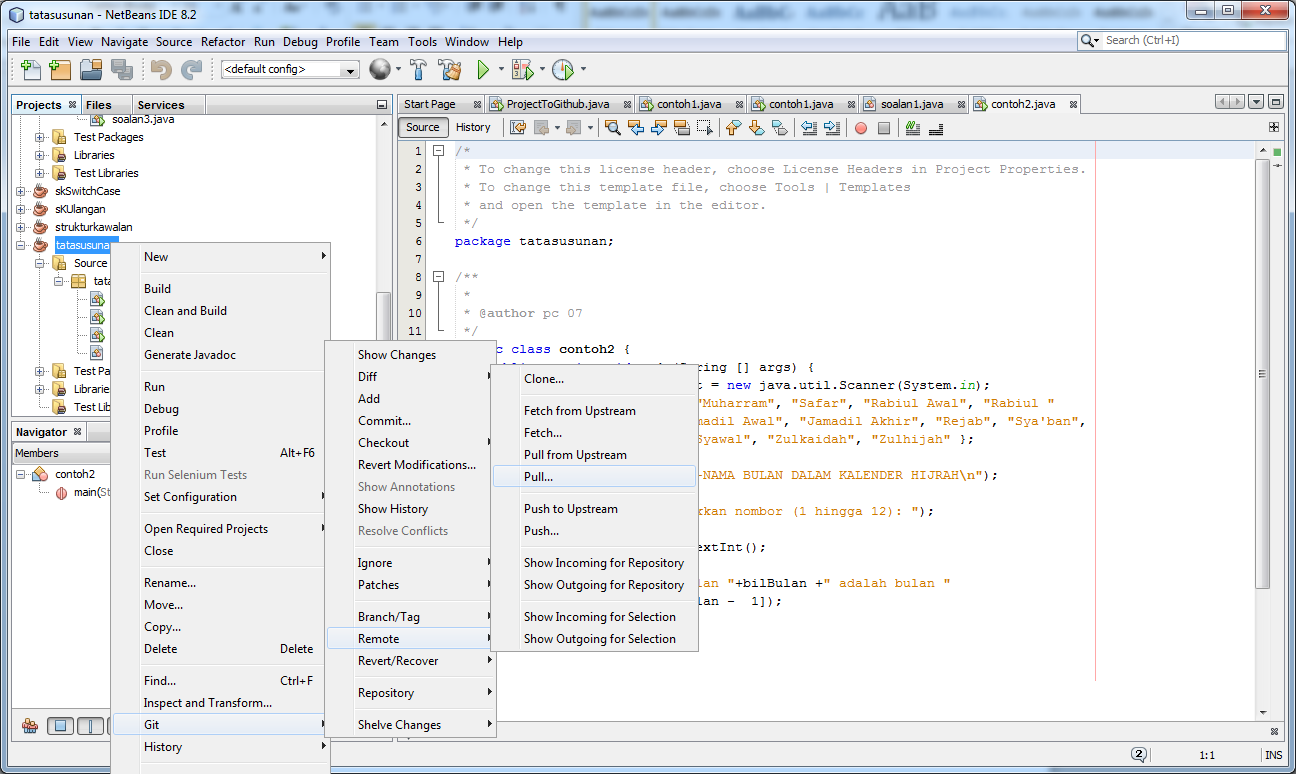 tatasusunan - NetBeans IDE 8.2
File Edit View Navigate Source Refactor Run Debug Profile Team Tools Window Help
Search (Ctrl+I)
<default config>
Projects Files Services
soalan3.java
Test Packages
Libraries
Test Libraries
skSwitchCase
sKUlangan
strukturkawalan
tatasusunan
Source
tata
Test Pa
Librarie
Test Lib
Navigator
Members
contoh2
main(St
New
Build
Clean and Build
Clean
Generate Javadoc
Run
Debug
Profile
Test Alt+F6
Run Selenium Tests
Set Configuration
Open Required Projects
Close
Rename...
Move...
Copy...
Delete Delete
Find... Ctrl+F
Inspect and Transform...
Git
History
Show Changes
Diff
Add
Commit...
Checkout
Revert Modifications...
Show Annotations
Show History
Resolve Conflicts
Ignore
Patches
Branch/Tag
Remote
Revert/Recover
Repository
Shelve Changes
Clone...
Fetch from Upstream
Fetch...
Pull from Upstream
Pull...
Push to Upstream
Push...
Show Incoming for Repository
Show Outgoing for Repository
Show Incoming for Selection
Show Outgoing for Selection
Start Page ProjectToGithub.java contoh1.java contoh1.java soalan1.java contoh2.java
Source History
1 /*
2 * To change this license header, choose License Headers in Project Properties.
3 * To change this template file, choose Tools | Templates
4 * and open the template in the editor.
5 */
6 package tatasusunan;
7
8 /**
9 *
10 * @author pc 07
11 */
c class contoh2 {
(String [] args) {
t = new java.util.Scanner(System.in);
"Muharram", "Safar", "Rabiul Awal", "Rabiul "
madil Awal", "Jamadil Akhir", "Rejab", "Sya'ban",
Syawal", "Zulkaidah", "Zulhijah" };
-NAMA BULAN DALAM KALENDER HIJRAH\n");
kkan nombor (1 hingga 12): ");
extInt();
lan "+bilBulan +" adalah bulan "
lan - 1]);
2 1:1 INS